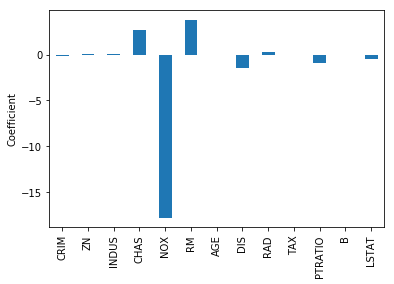 Coefficient
0
−5
−10
−15
CRIM
ZN
INDUS
CHAS
NOX
RM
AGE
DIS
RAD
TAX
PTRATIO
B
LSTAT